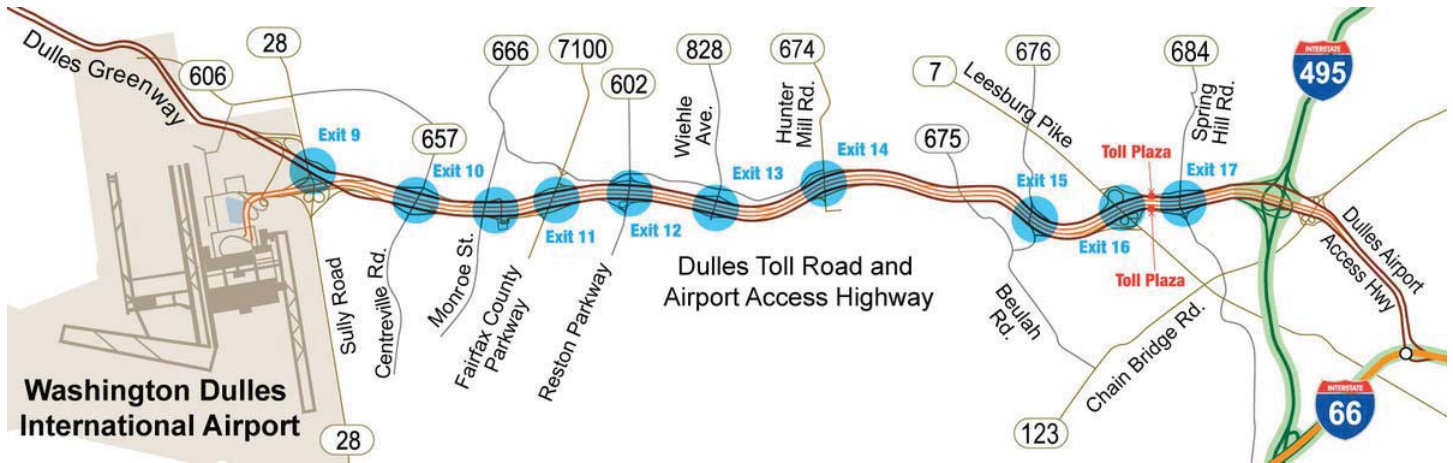 Dulles Greenway
606
28
Exit 9
657
Exit 10
666
7100
Exit 11
602
Exit 12
828
Wiehle
Ave.
Exit 13
674
Hunter
Mill Rd.
Exit 14
7
Leesburg Pike
675
676
Exit 15
Exit 16
Toll Plaza
Toll Plaza
684
Spring
Hill Rd.
Exit 17
INTERSTATE
495
Dulles Airport
Access Hwy
INTERSTATE
66
Chain Bridge Rd.
123
Beulah
Rd.
Dulles Toll Road and
Airport Access Highway
Reston Parkway
Fairfax County
Parkway
Monroe St.
Centreville Rd.
Sully Road
28
Washington Dulles
International Airport